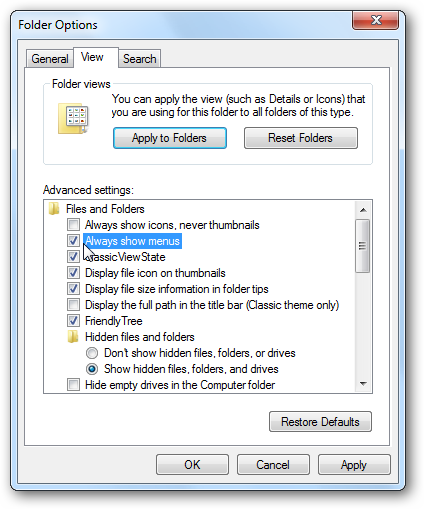 Folder Options
General View Search
Folder views
You can apply the view (such as Details or Icons) that
you are using for this folder to all folders of this type.
Apply to Folders Reset Folders
Advanced settings:
Files and Folders
Always show icons, never thumbnails
Always show menus
ClassicViewState
Display file icon on thumbnails
Display file size information in folder tips
Display the full path in the title bar (Classic theme only)
FriendlyTree
Hidden files and folders
Don't show hidden files, folders, or drives
Show hidden files, folders, and drives
Hide empty drives in the Computer folder
Restore Defaults
OK Cancel Apply